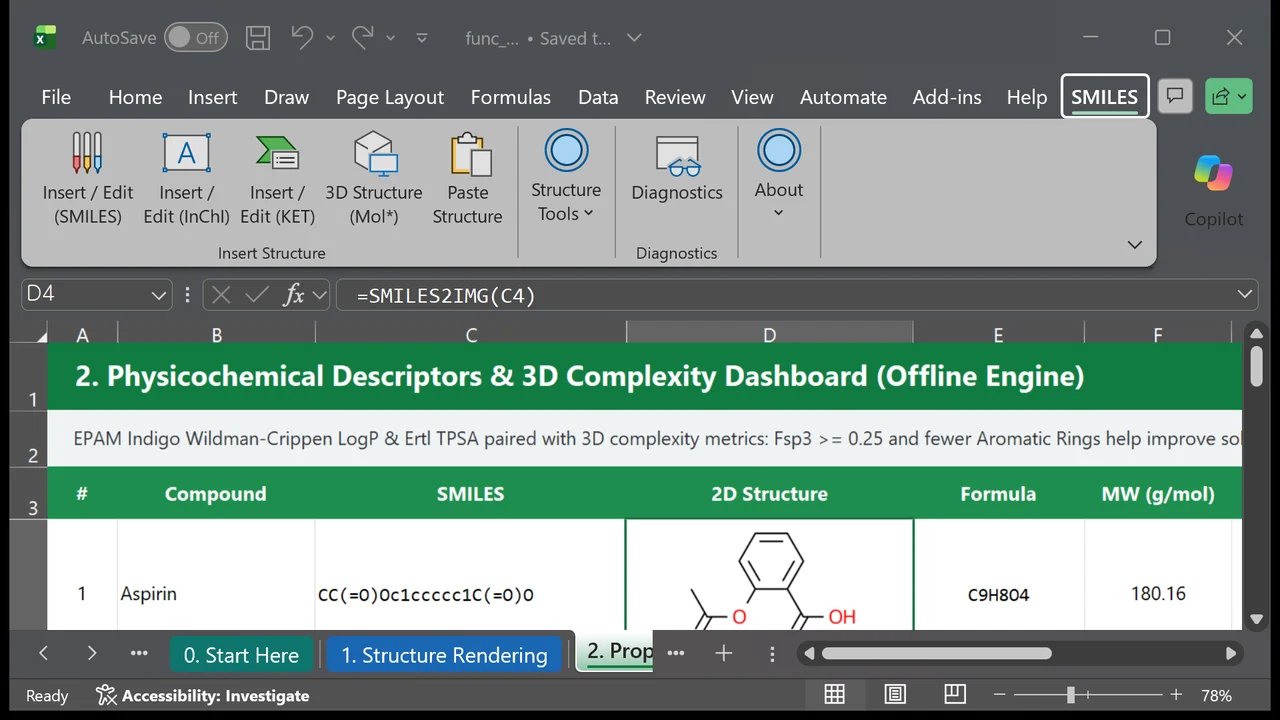 AutoSave Off func_... • Saved t...
File Home Insert Draw Page Layout Formulas Data Review View Automate Add-ins Help SMILES
Insert / Edit (SMILES)
Insert / Edit (InChI)
Insert / Edit (KET)
3D Structure (Mol*)
Paste Structure
Structure Tools
Diagnostics
About
Copilot
Insert Structure
Diagnostics
D4 fx =SMILES2IMG(C4)
A B C D E F
1 2. Physicochemical Descriptors & 3D Complexity Dashboard (Offline Engine)
2 EPAM Indigo Wildman-Crippen LogP & Ertl TPSA paired with 3D complexity metrics: Fsp3 >= 0.25 and fewer Aromatic Rings help improve sol
3 # Compound SMILES 2D Structure Formula MW (g/mol)
1 Aspirin CC(=O)Oc1ccccc1C(=O)O O OH C9H8O4 180.16
... 0. Start Here 1. Structure Rendering 2. Prop ...
Ready Accessibility: Investigate 78%